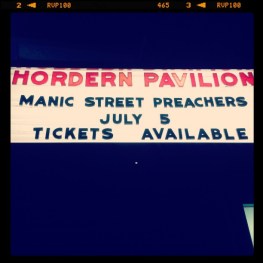 2 ◀ RVP100 465 3 ◀ RVP100
HORDERN PAVILION
MANIC STREET PREACHERS
JULY 5
TICKETS AVAILABLE